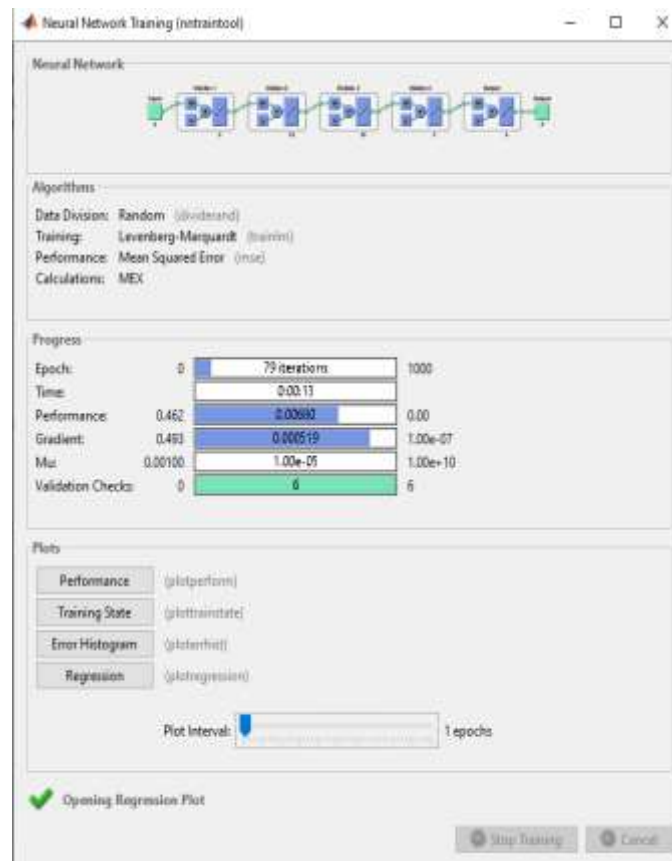 Neural Network Training (nntraintool)
Neural Network
Algorithms
Data Division: Random (dividerand)
Training: Levenberg-Marquardt (trainlm)
Performance: Mean Squared Error (mse)
Calculations: MEX
Progress
Epoch: 0 79 iterations 1000
Time: 0:00:13
Performance: 0.462 0.00 
Gradient: 0.493 0.000519 1.00e-07
Mu: 0.00100 1.00e-05 1.00e+10
Validation Checks: 0 6 6
Plots
Performance (plotperform)
Training State (plottrainstate)
Error Histogram (ploterrhist)
Regression (plotregression)
Plot Interval: 1 epochs
Opening Regression Plot
Stop Training Cancel